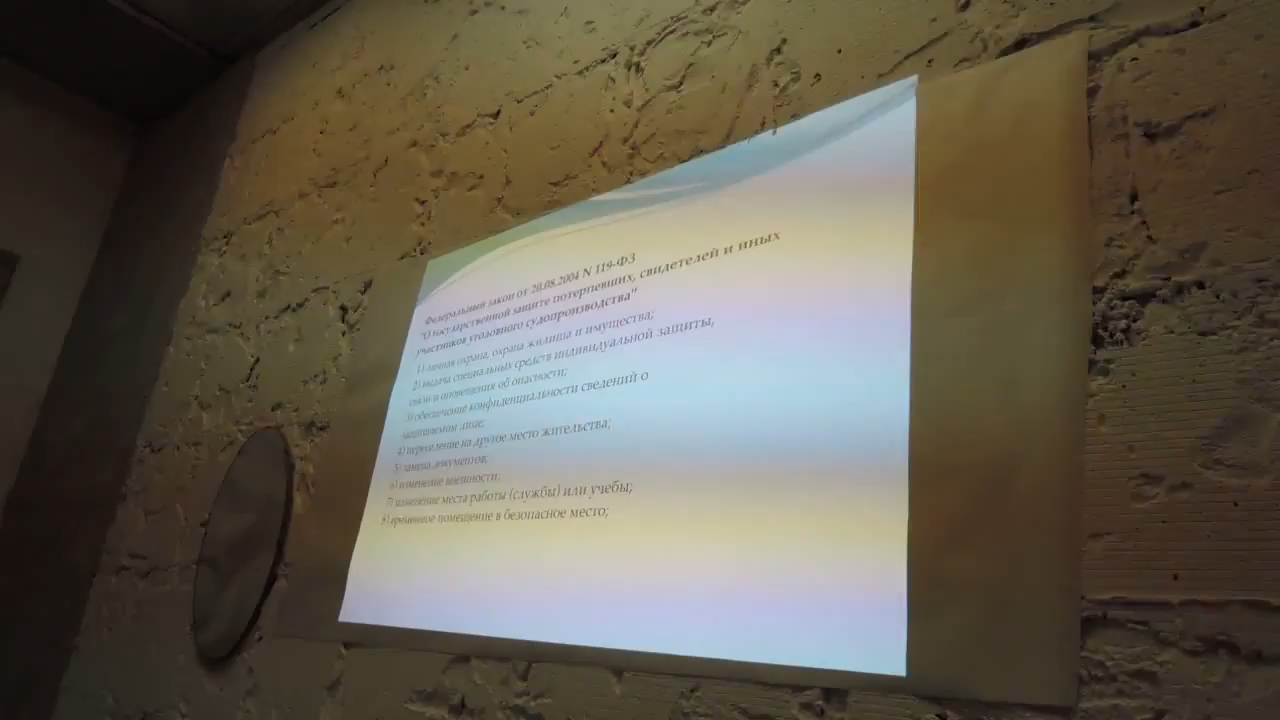 Федеральный закон от 20.08.2004 N 119-ФЗ
"О государственной защите потерпевших, свидетелей и иных
участников уголовного судопроизводства"
1) личная охрана, охрана жилища и имущества;
2) выдача специальных средств индивидуальной защиты,
связи и оповещения об опасности;
3) обеспечение конфиденциальности сведений о
защищаемом лице;
4) переселение на другое место жительства;
5) замена документов;
6) изменение внешности;
7) изменение места работы (службы) или учебы;
8) временное помещение в безопасное место;